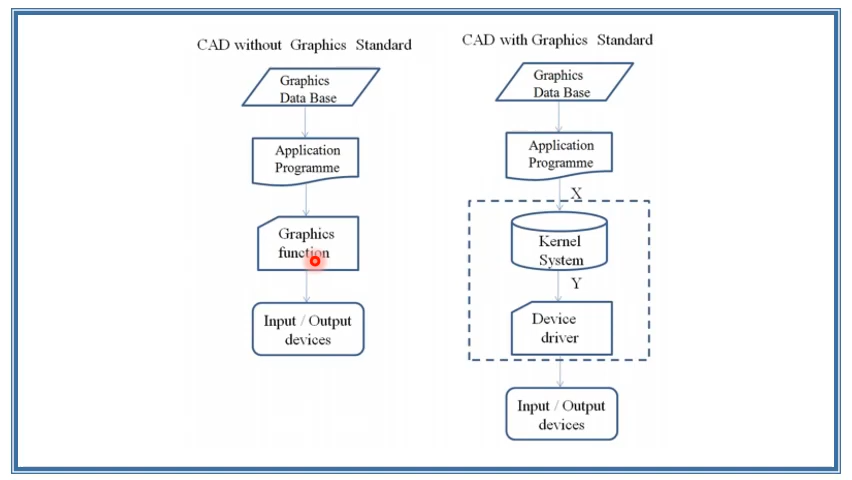 CAD without Graphics Standard
Graphics
Data Base
Application
Programme
Graphics
function
Input / Output
devices
CAD with Graphics Standard
Graphics
Data Base
Application
Programme
X
Kernel
System
Y
Device
driver
Input / Output
devices